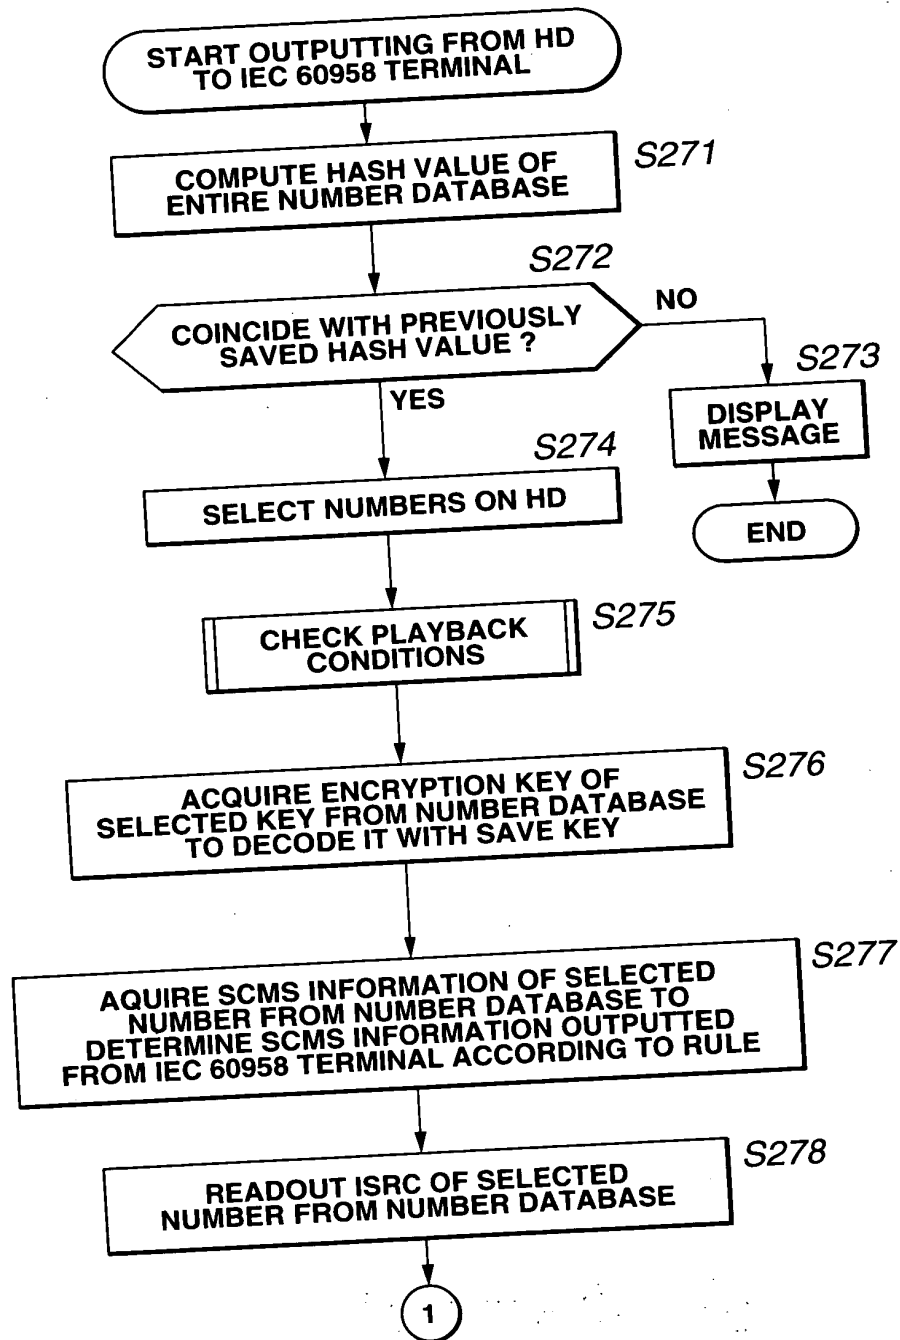 START OUTPUTTING FROM HD
TO IEC 60958 TERMINAL
COMPUTE HASH VALUE OF
ENTIRE NUMBER DATABASE
S271
S272
COINCIDE WITH PREVIOUSLY
SAVED HASH VALUE ?
NO
YES
S273
DISPLAY
MESSAGE
END
S274
SELECT NUMBERS ON HD
S275
CHECK PLAYBACK
CONDITIONS
S276
ACQUIRE ENCRYPTION KEY OF
SELECTED KEY FROM NUMBER DATABASE
TO DECODE IT WITH SAVE KEY
S277
AQUIRE SCMS INFORMATION OF SELECTED
NUMBER FROM NUMBER DATABASE TO
DETERMINE SCMS INFORMATION OUTPUTTED
FROM IEC 60958 TERMINAL ACCORDING TO RULE
S278
READOUT ISRC OF SELECTED
NUMBER FROM NUMBER DATABASE
1